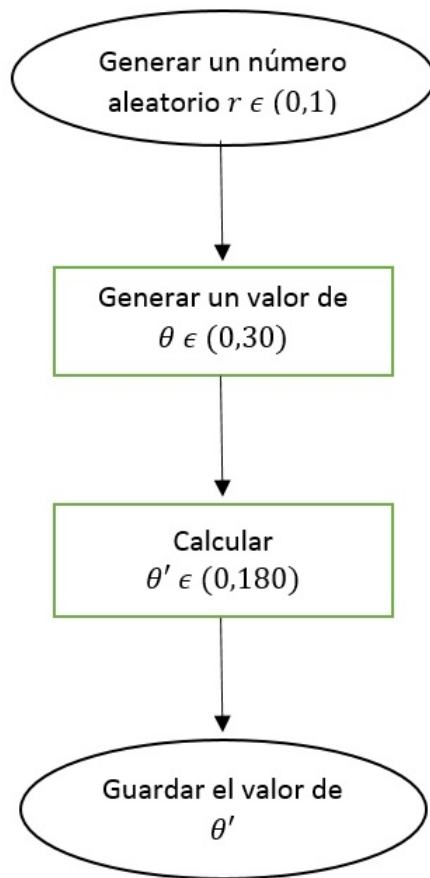 Generar un número
aleatorio r ϵ (0,1)
Generar un valor de
θ ϵ (0,30)
Calcular
θ′ ϵ (0,180)
Guardar el valor de
θ′